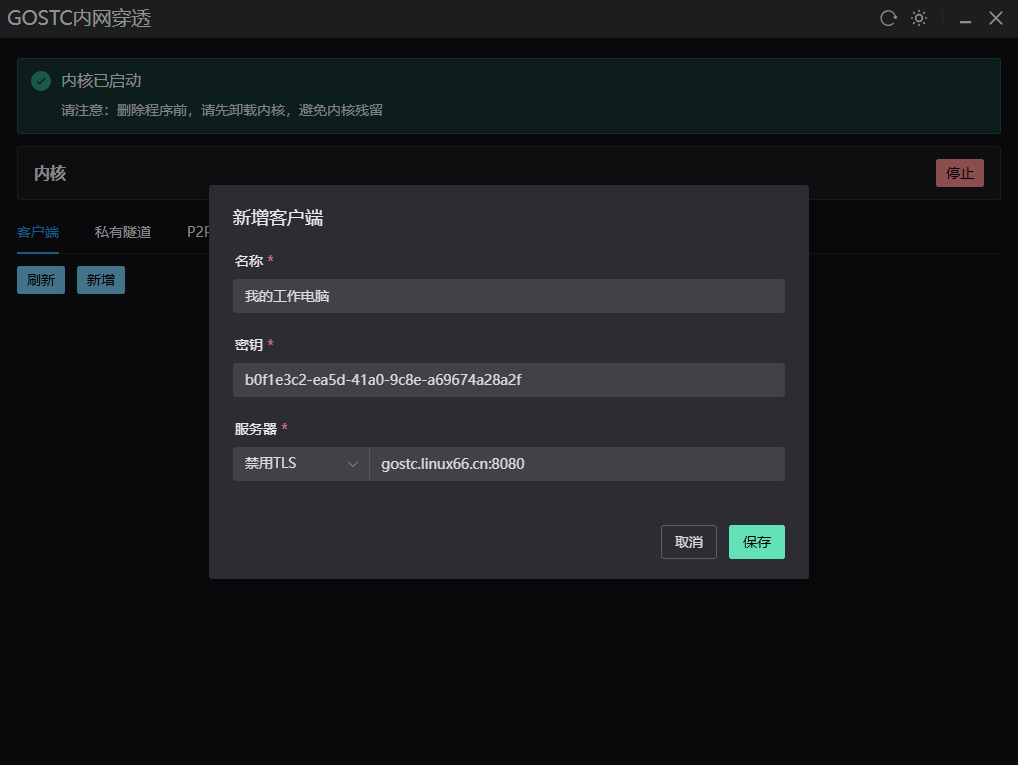 GOSTC内网穿透
内核已启动
请注意：删除程序前，请先卸载内核，避免内核残留
内核
停止
客户端 私有隧道 P2P
刷新 新增
新增客户端
名称 *
我的工作电脑
密钥 *
b0f1e3c2-ea5d-41a0-9c8e-a69674a28a2f
服务器 *
禁用TLS gostc.linux66.cn:8080
取消 保存